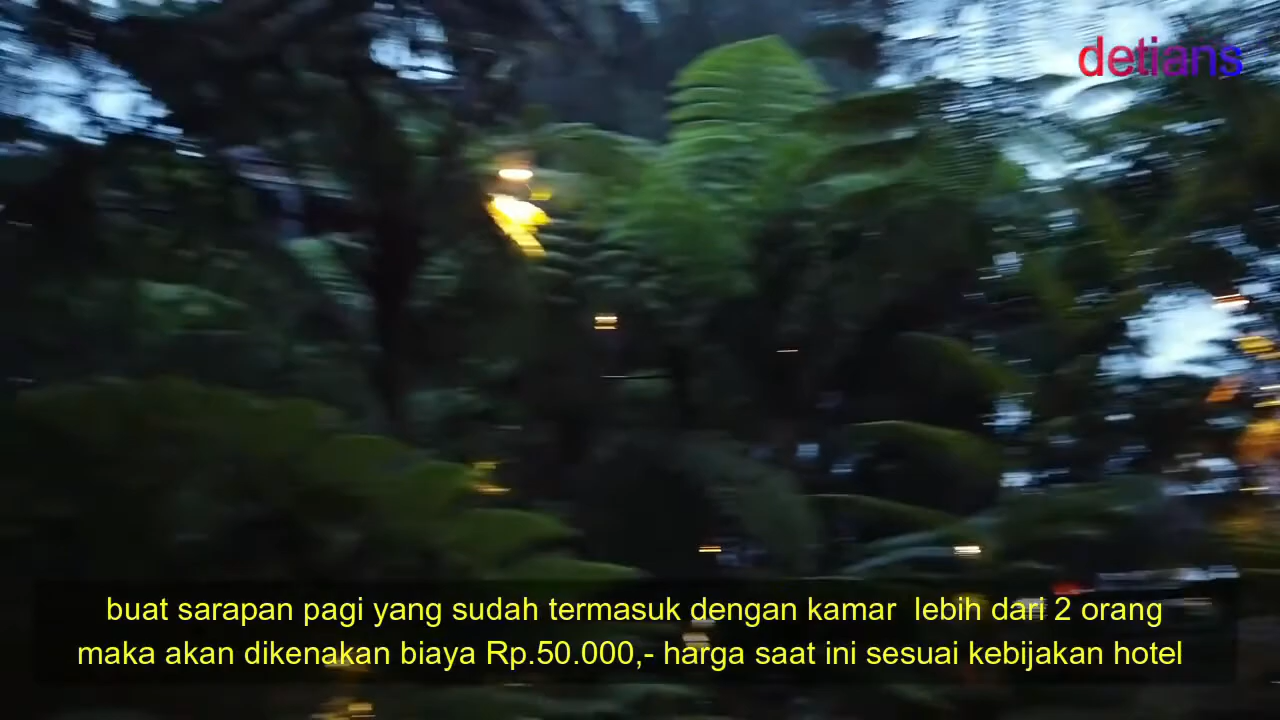 detians
buat sarapan pagi yang sudah termasuk dengan kamar  lebih dari 2 orang
maka akan dikenakan biaya Rp.50.000,- harga saat ini sesuai kebijakan hotel